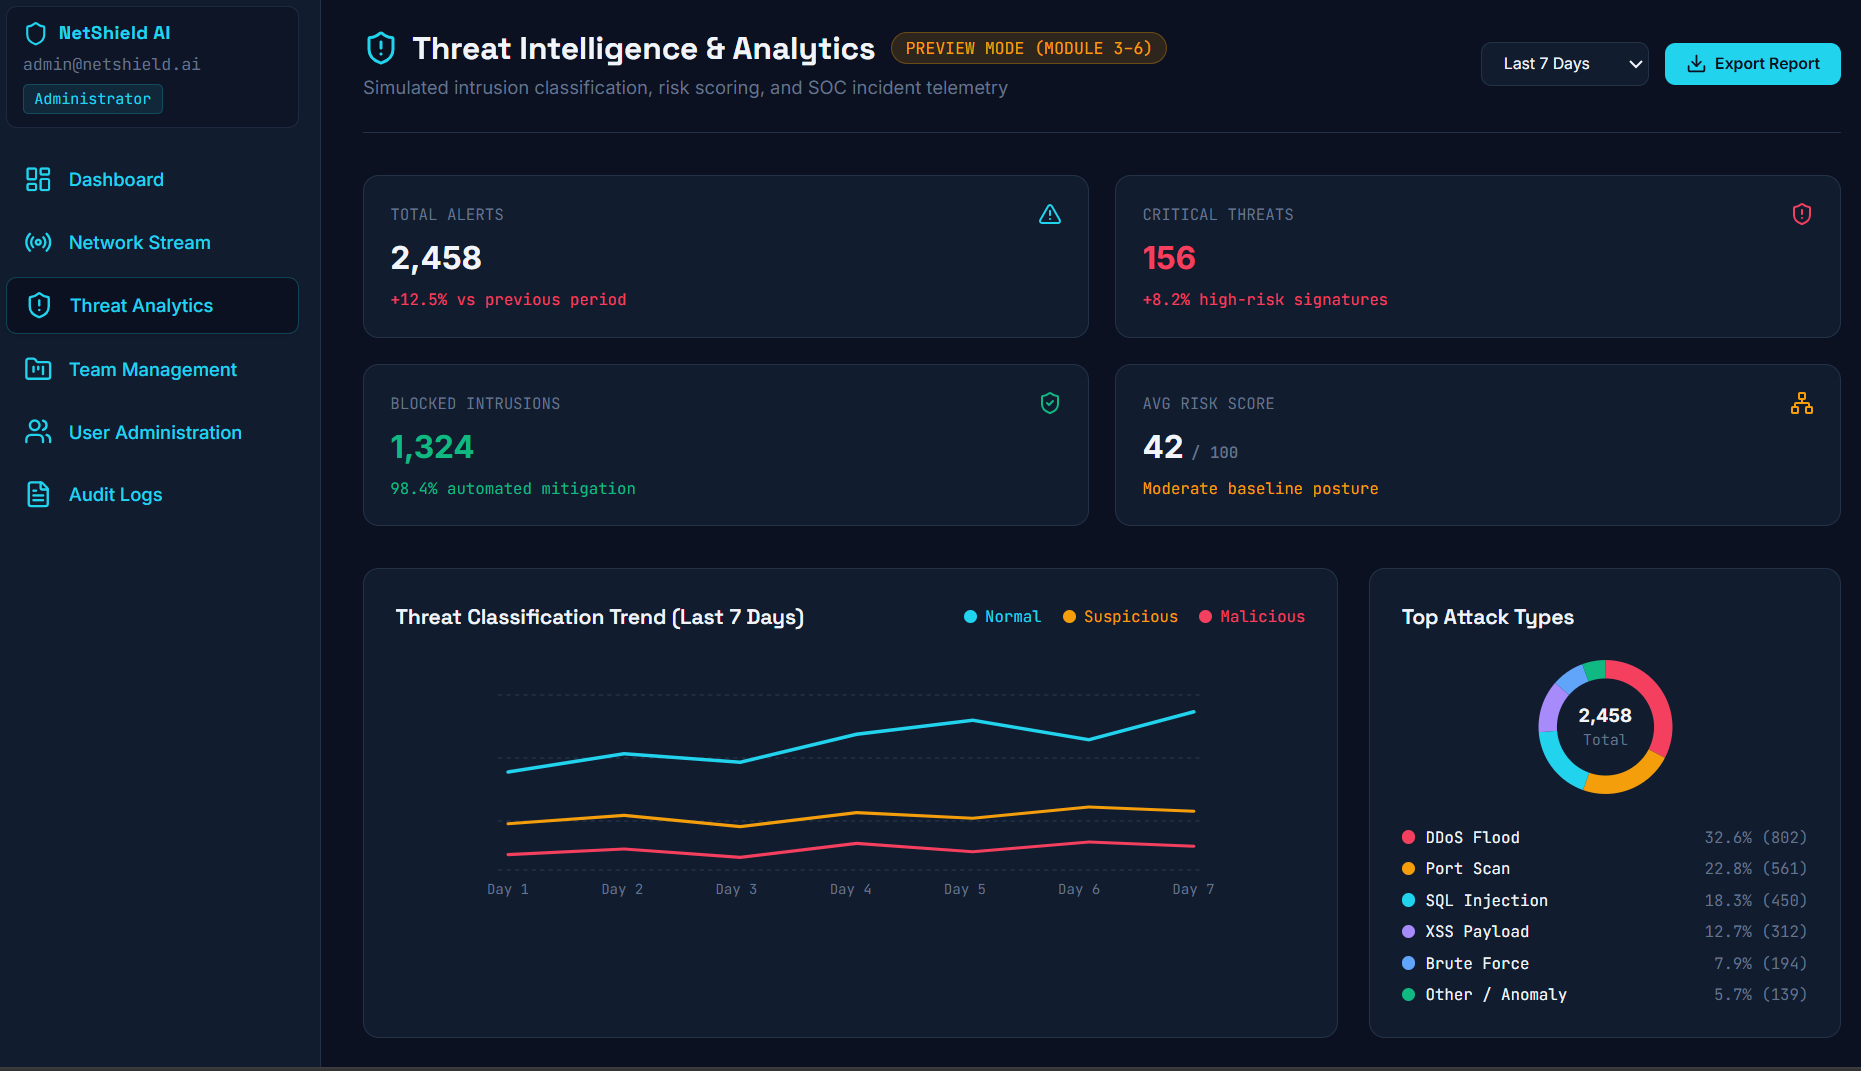 NetShield AI
admin@netshield.ai
Administrator
Dashboard
Network Stream
Threat Analytics
Team Management
User Administration
Audit Logs
Threat Intelligence & Analytics
PREVIEW MODE (MODULE 3-6)
Simulated intrusion classification, risk scoring, and SOC incident telemetry
Last 7 Days
Export Report
TOTAL ALERTS
2,458
+12.5% vs previous period
CRITICAL THREATS
156
+8.2% high-risk signatures
BLOCKED INTRUSIONS
1,324
98.4% automated mitigation
AVG RISK SCORE
42 / 100
Moderate baseline posture
Threat Classification Trend (Last 7 Days)
Normal Suspicious Malicious
Day 1 Day 2 Day 3 Day 4 Day 5 Day 6 Day 7
Top Attack Types
2,458
Total
DDoS Flood 32.6% (802)
Port Scan 22.8% (561)
SQL Injection 18.3% (450)
XSS Payload 12.7% (312)
Brute Force 7.9% (194)
Other / Anomaly 5.7% (139)